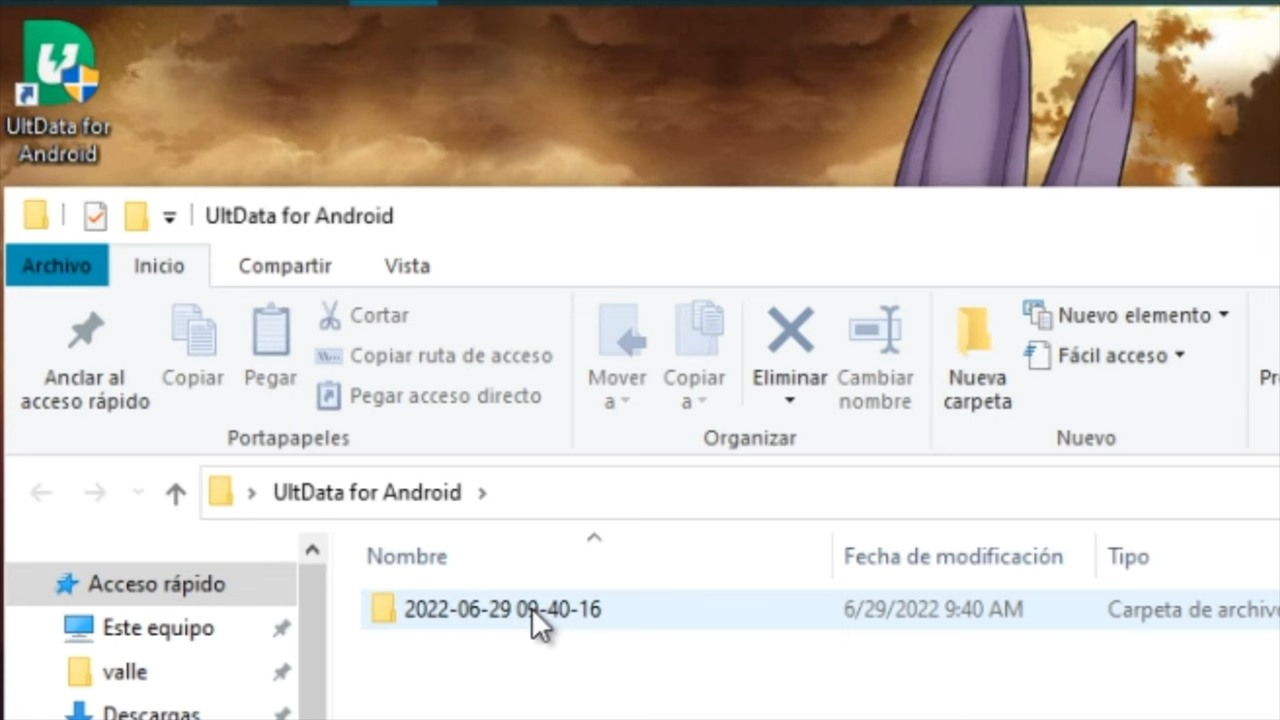 UltData for
Android
UltData for Android
Archivo Inicio Compartir Vista
Anclar al
acceso rápido
Copiar
Pegar
Cortar
Copiar ruta de acceso
Pegar acceso directo
Portapapeles
Mover
a
Copiar
a
Eliminar
Cambiar
nombre
Organizar
Nueva
carpeta
Nuevo elemento
Fácil acceso
Nuevo
UltData for Android
Nombre Fecha de modificación Tipo
2022-06-29 09-40-16 6/29/2022 9:40 AM Carpeta de
Acceso rápido
Este equipo
valle
Descargas